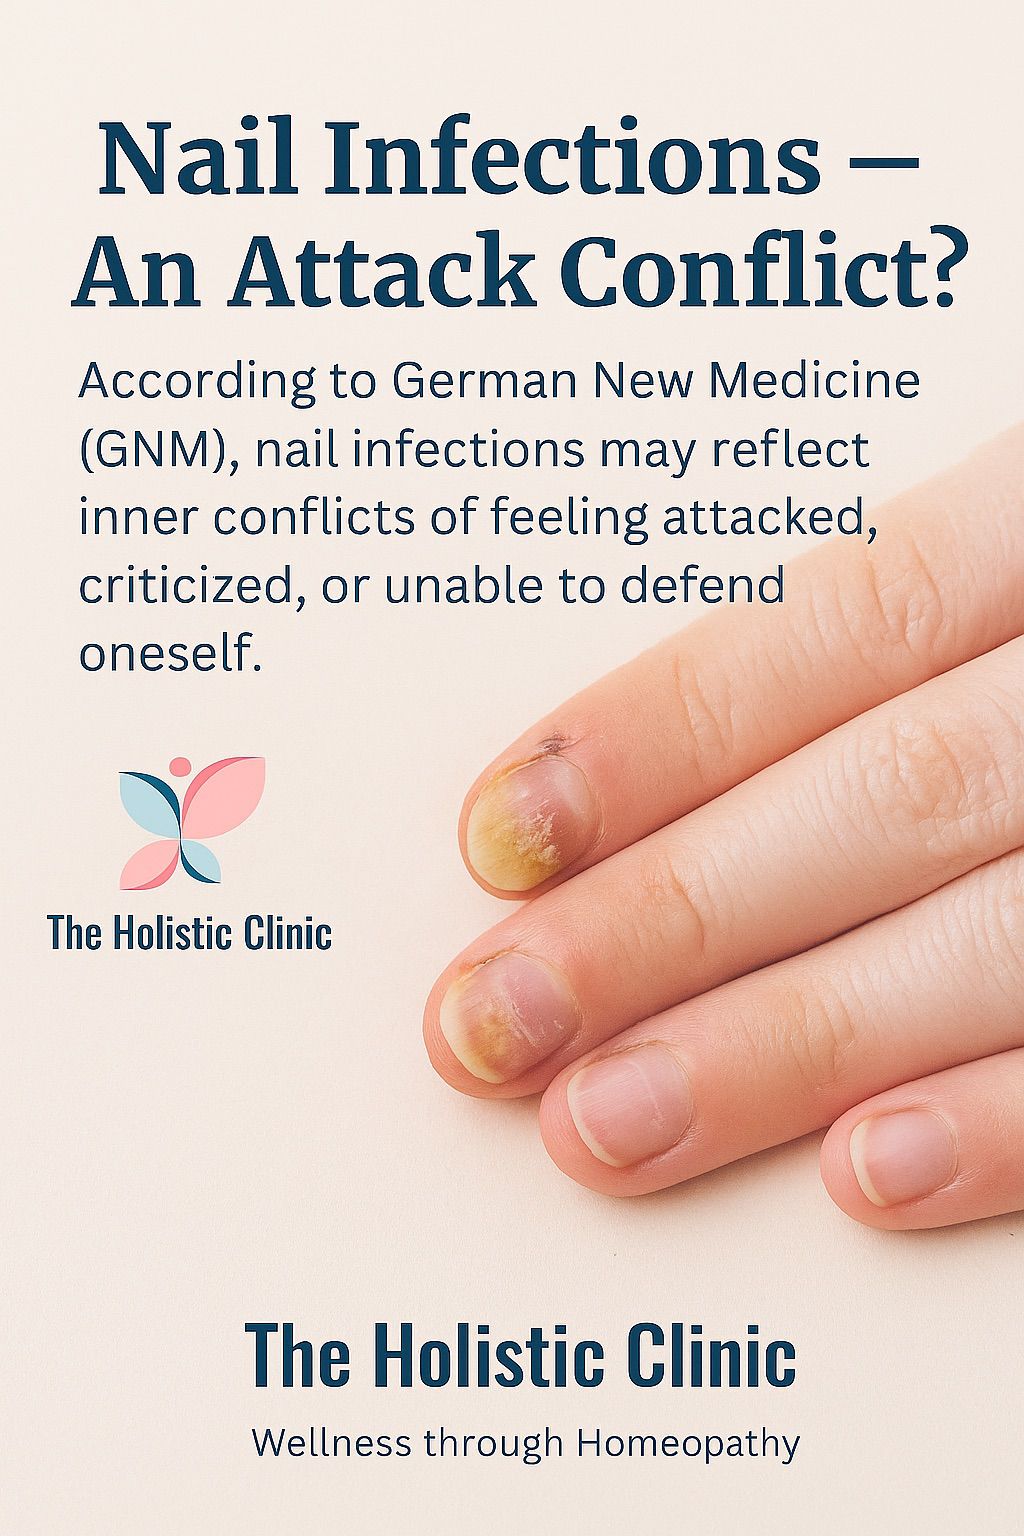 Nail Infections —
An Attack Conflict?
According to German New Medicine
(GNM), nail infections may reflect
inner conflicts of feeling attacked,
criticized, or unable to defend
oneself.
The Holistic Clinic
The Holistic Clinic
Wellness through Homeopathy